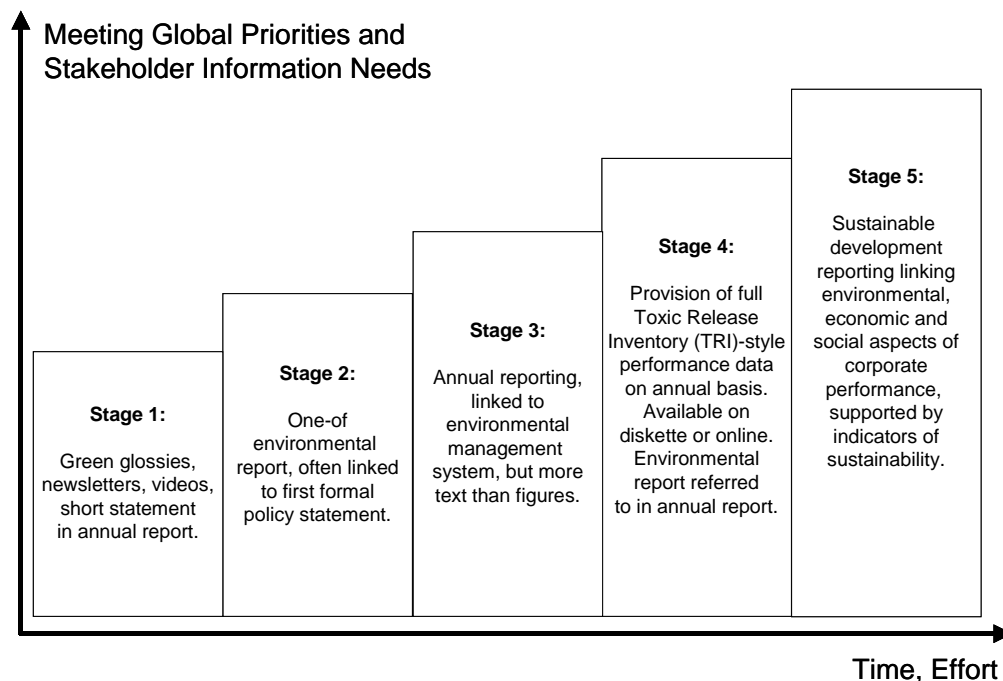 Meeting Global Priorities and
Stakeholder Information Needs
Stage 1:
Green glossies,
newsletters, videos,
short statement
in annual report.
Stage 2:
One-of
environmental
report, often linked
to first formal
policy statement.
Stage 3:
Annual reporting,
linked to
environmental
management
system, but more
text than figures.
Stage 4:
Provision of full
Toxic Release
Inventory (TRI)-style
performance data
on annual basis.
Available on
diskette or online.
Environmental
report referred
to in annual report.
Stage 5:
Sustainable
development
reporting linking
environmental,
economic and
social aspects of
corporate
performance,
supported by
indicators of
sustainability.
Time, Effort